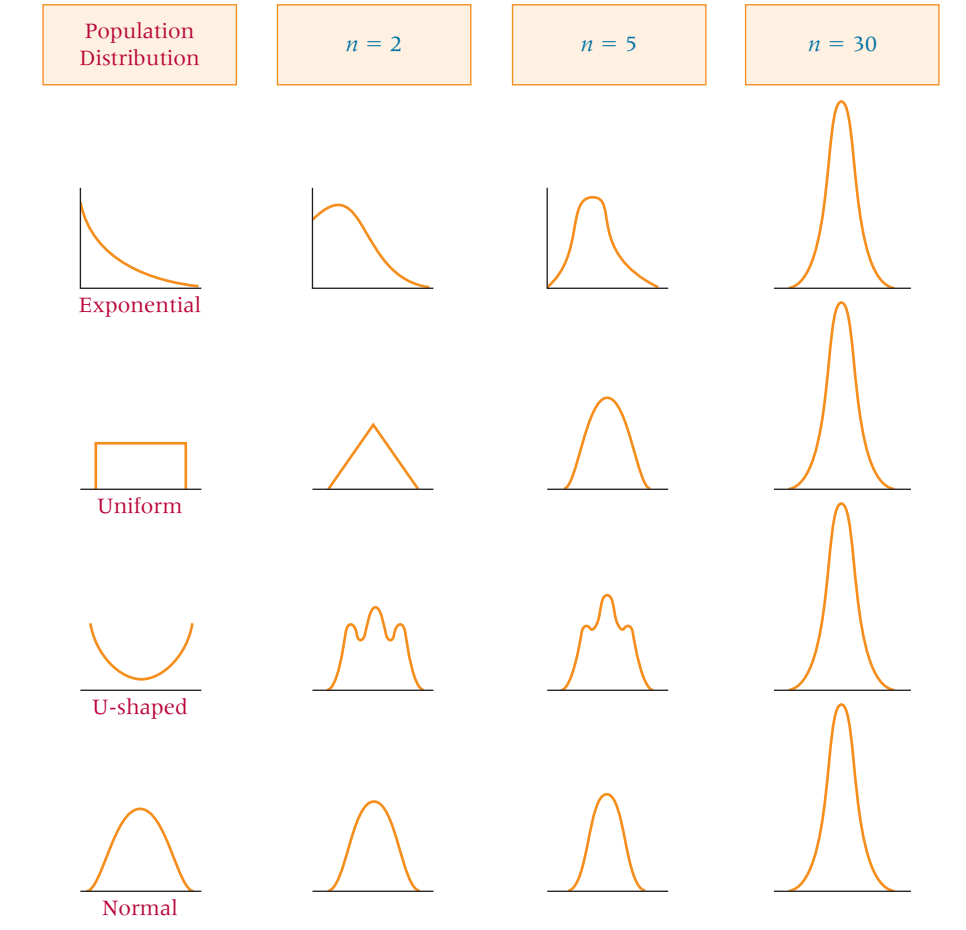 Population
Distribution
n = 2
n = 5
n = 30
Exponential
Uniform
U-shaped
Normal